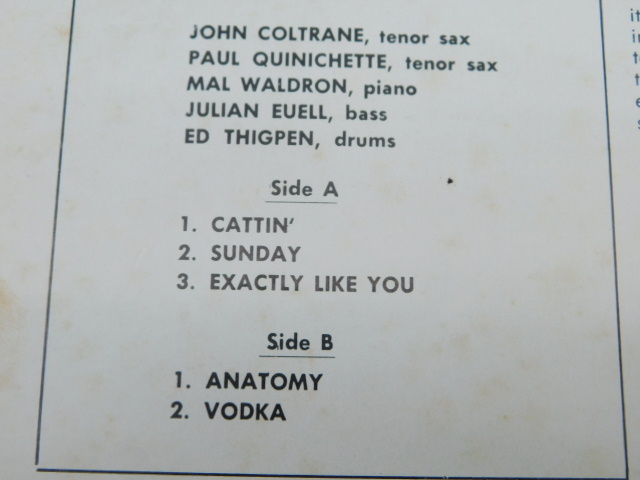 JOHN COLTRANE, tenor sax
PAUL QUINICHETTE, tenor sax
MAL WALDRON, piano
JULIAN EUELL, bass
ED THIGPEN, drums
Side A
1. CATTIN'
2. SUNDAY
3. EXACTLY LIKE YOU
Side B
1. ANATOMY
2. VODKA